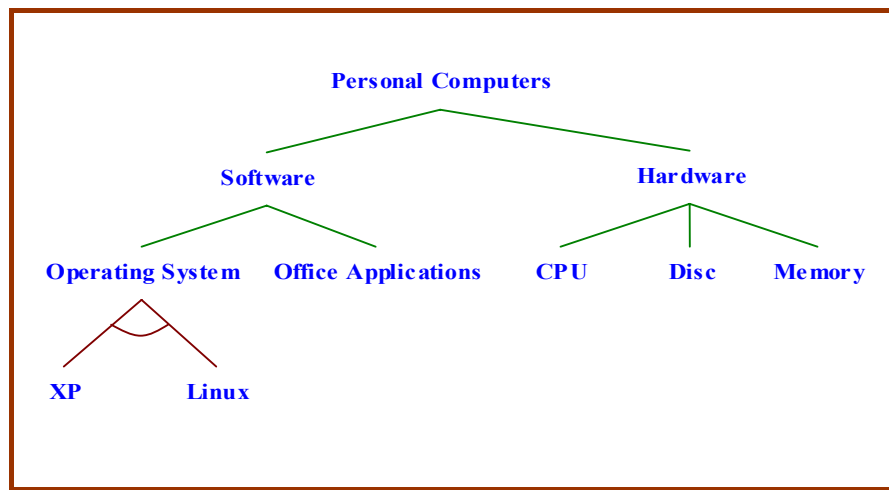 Personal Computers
Software Hardware
Operating System Office Applications CPU Disc Memory
XP Linux